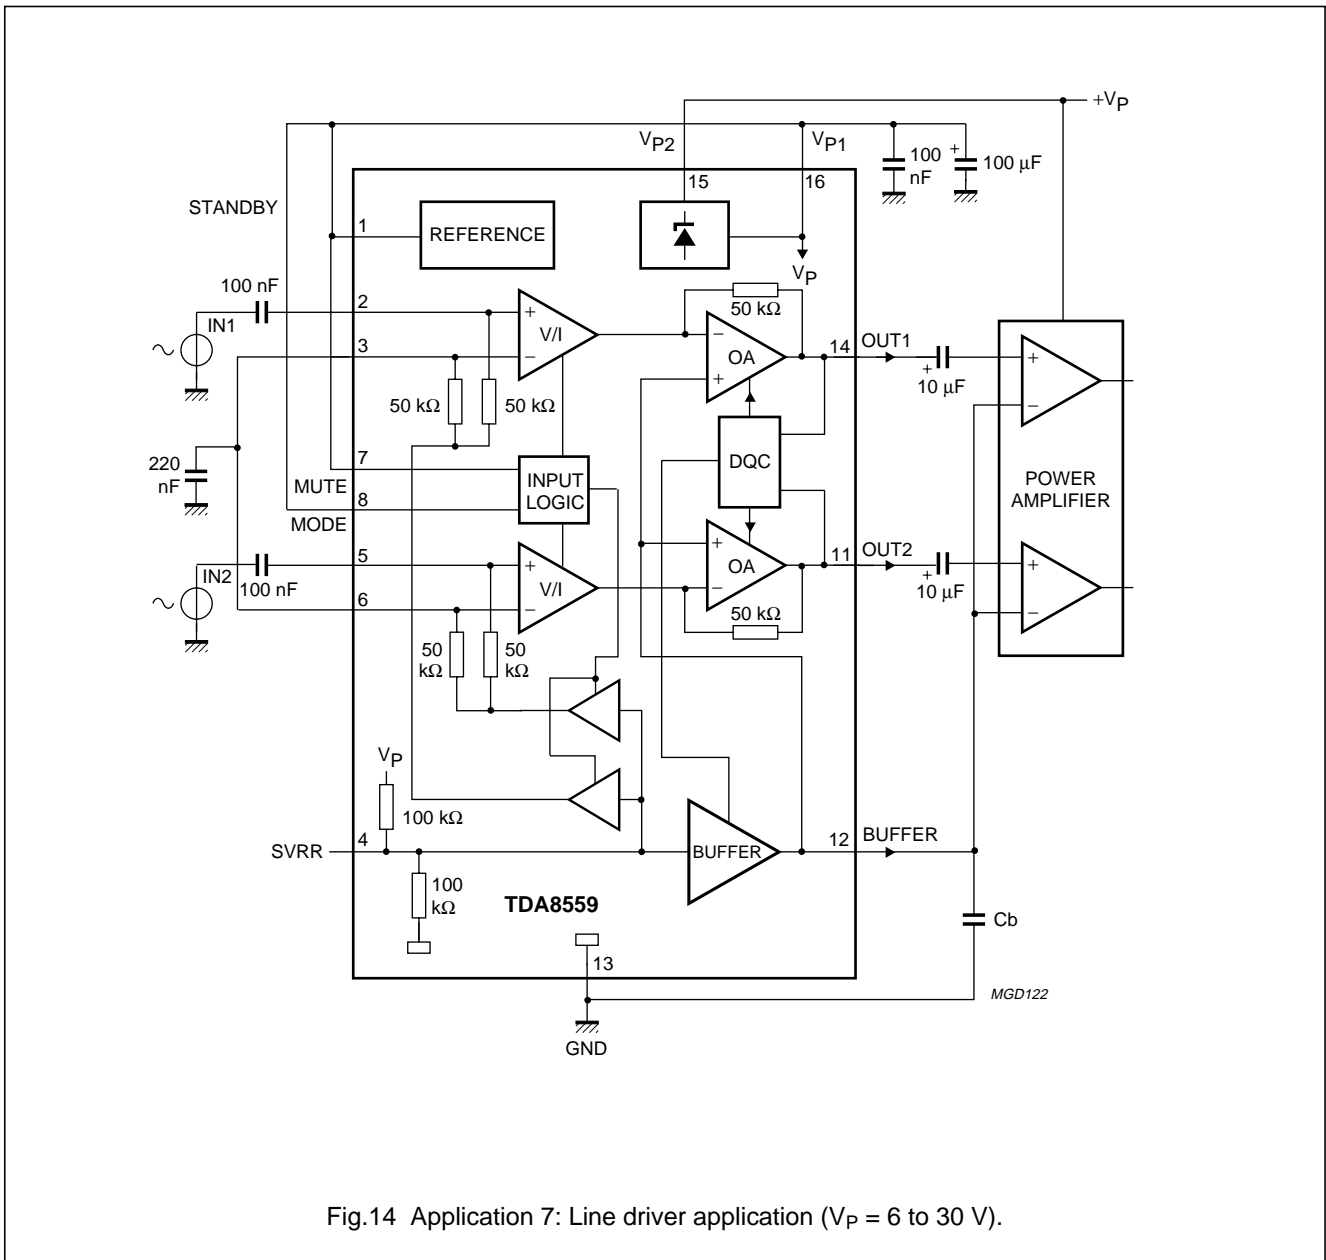 +VP
VP2
VP1
100
nF
+
100 μF
15
16
STANDBY
1
REFERENCE
VP
100 nF
2
+
50 kΩ
IN1
V/I
−
∼
3
−
OA
14
OUT1
+
+
10 μF
+
−
50 kΩ
50 kΩ
7
220
nF
MUTE
INPUT
LOGIC
DQC
POWER
AMPLIFIER
8
MODE
5
+
+
11
OUT2
IN2
V/I
OA
100 nF
−
+
10 μF
+
∼
6
−
50 kΩ
−
50
kΩ
50
kΩ
VP
100 kΩ
4
SVRR
BUFFER
12
BUFFER
100
kΩ
TDA8559
Cb
13
MGD122
GND
Fig.14 Application 7: Line driver application (VP = 6 to 30 V).